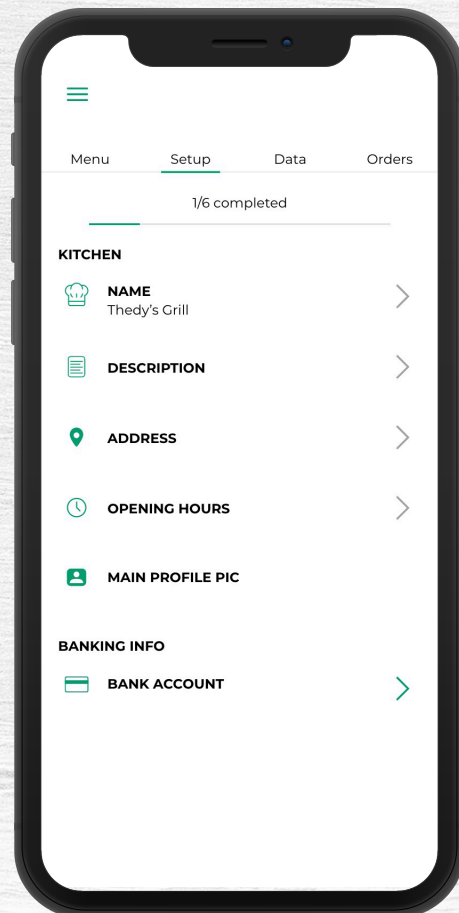 Menu Setup Data Orders
1/6 completed
KITCHEN
NAME
Thedy's Grill
DESCRIPTION
ADDRESS
OPENING HOURS
MAIN PROFILE PIC
BANKING INFO
BANK ACCOUNT